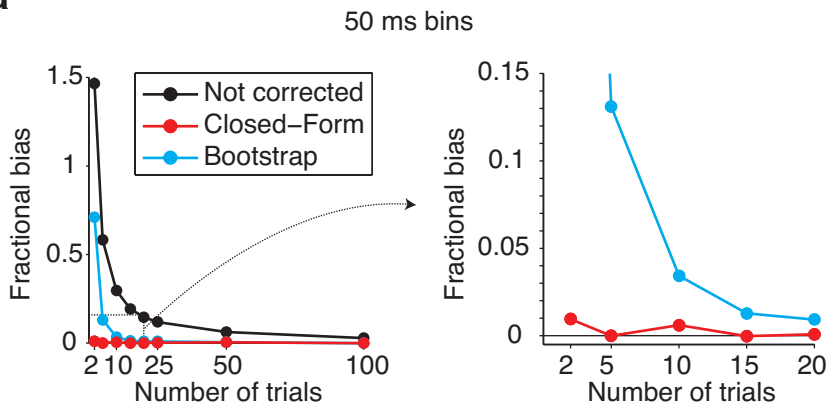 50 ms bins
Fractional bias
1.5
1
0.5
0
Not corrected
Closed–Form
Bootstrap
2 10 25 50 100
Number of trials
Fractional bias
0.15
0.1
0.05
0
2 5 10 15 20
Number of trials